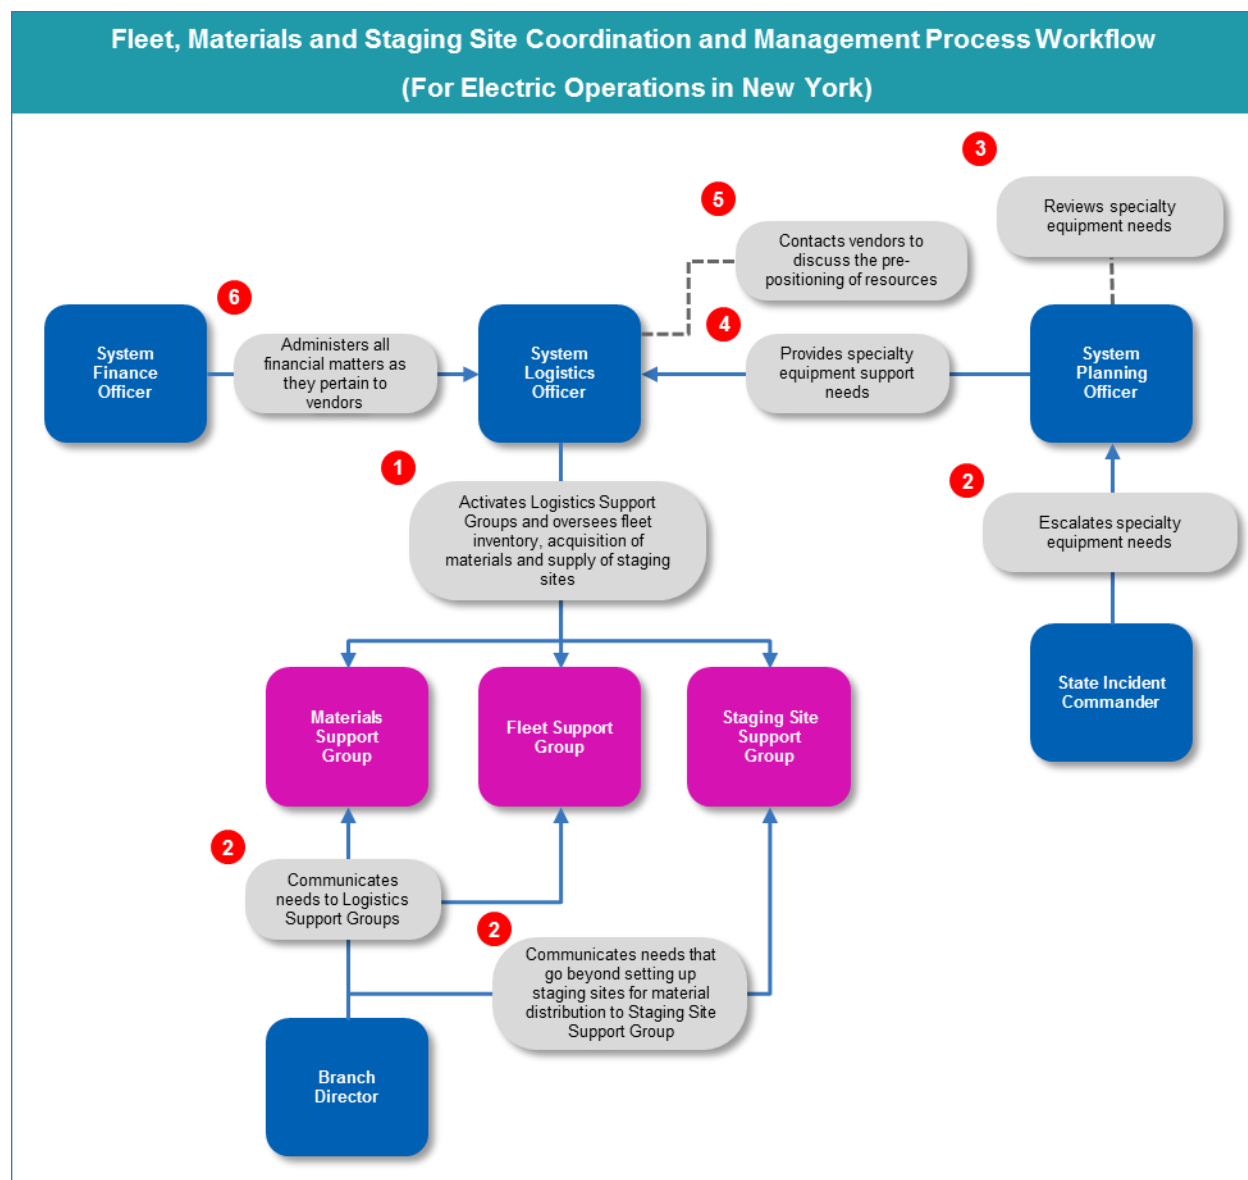 Fleet, Materials and Staging Site Coordination and Management Process Workflow
(For Electric Operations in New York)
3
Reviews specialty
equipment needs
5
Contacts vendors to
discuss the pre-
positioning of resources
6
System
Finance
Officer
Administers all
financial matters as
they pertain to
vendors
System
Logistics
Officer
4
Provides specialty
equipment support
needs
System
Planning
Officer
1
Activates Logistics Support
Groups and oversees fleet
inventory, acquisition of
materials and supply of staging
sites
2
Escalates specialty
equipment needs
Materials
Support
Group
Fleet Support
Group
Staging Site
Support
Group
State Incident
Commander
2
Communicates
needs to Logistics
Support Groups
2
Communicates needs that
go beyond setting up
staging sites for material
distribution to Staging Site
Support Group
Branch
Director